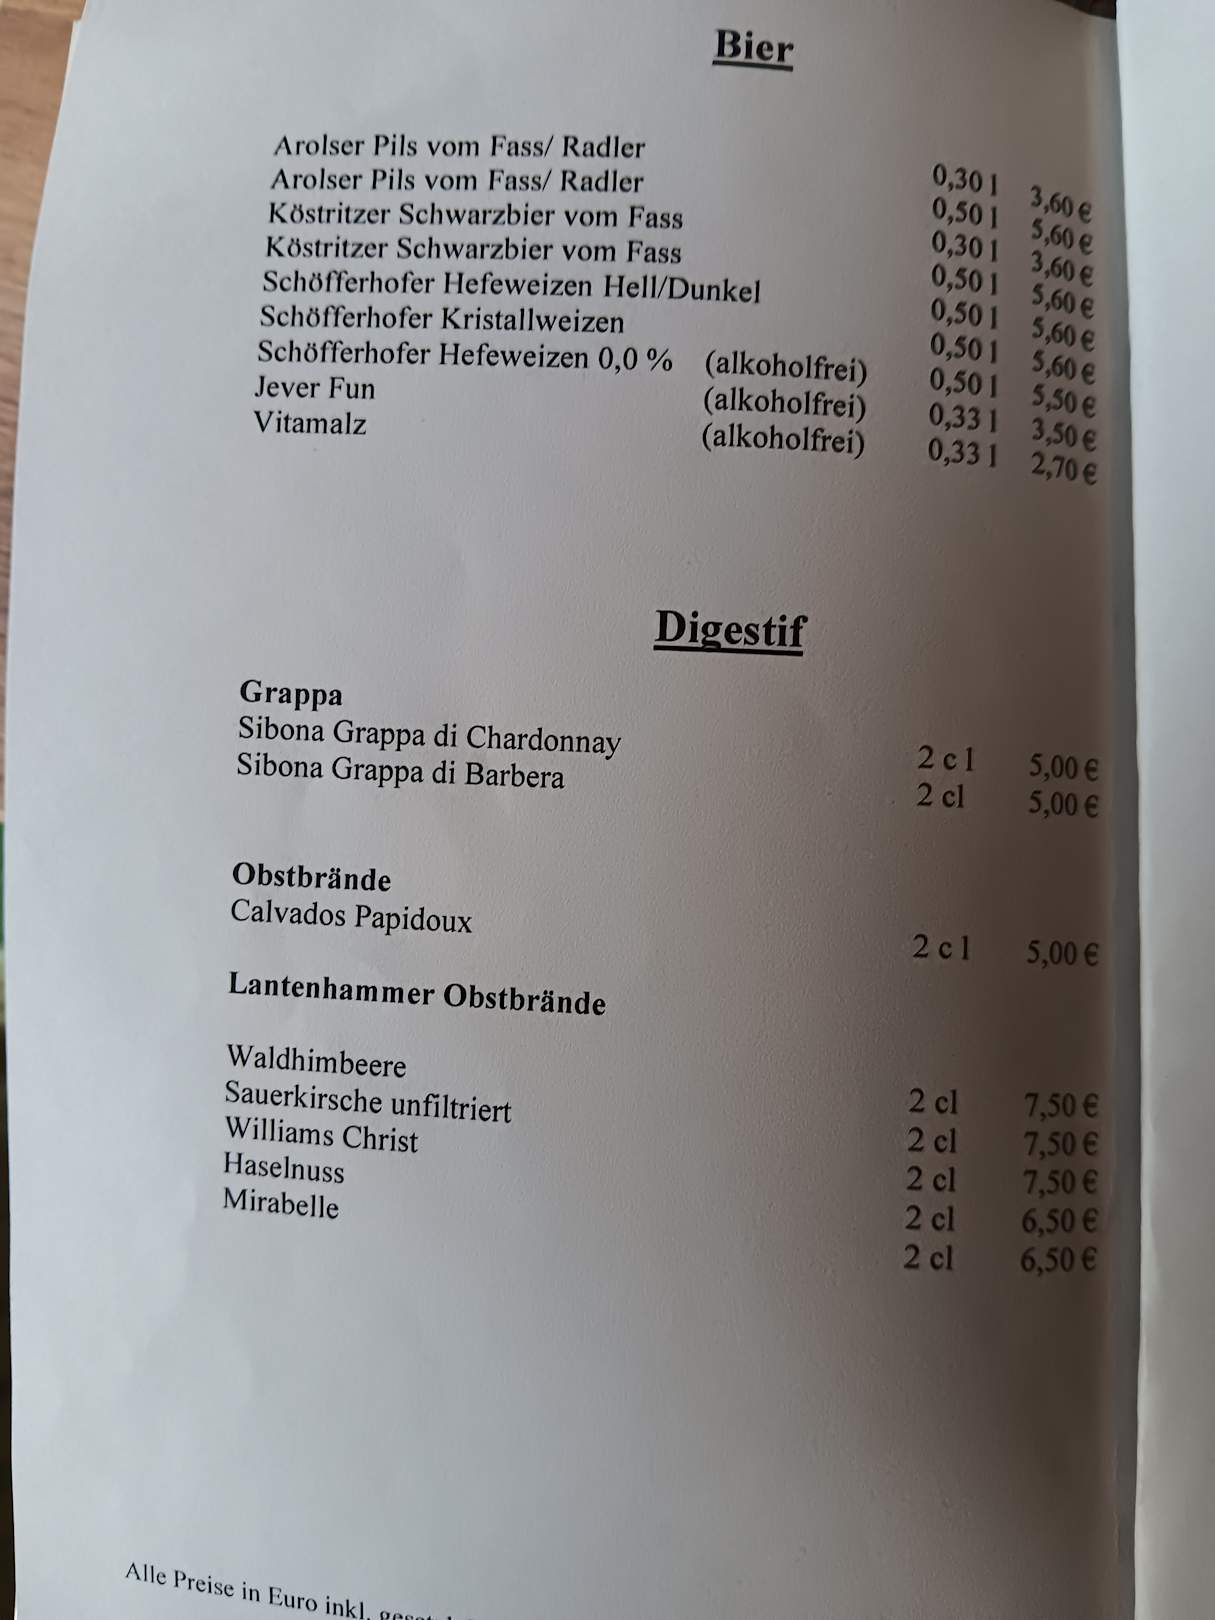 Bier
Arolser Pils vom Fass/ Radler 0,30 l 3,60 €
Arolser Pils vom Fass/ Radler 0,50 l 5,60 €
Köstritzer Schwarzbier vom Fass 0,30 l 3,60 €
Köstritzer Schwarzbier vom Fass 0,50 l 5,60 €
Schöfferhofer Hefeweizen Hell/Dunkel 0,50 l 5,60 €
Schöfferhofer Kristallweizen 0,50 l 5,60 €
Schöfferhofer Hefeweizen 0,0 % (alkoholfrei) 0,50 l 5,50 €
Jever Fun (alkoholfrei) 0,33 l 3,50 €
Vitamalz (alkoholfrei) 0,33 l 2,70 €
Digestif
Grappa
Sibona Grappa di Chardonnay 2 c l 5,00 €
Sibona Grappa di Barbera 2 cl 5,00 €
Obstbrände
Calvados Papidoux 2 c l 5,00 €
Lantenhammer Obstbrände
Waldhimbeere 2 cl 7,50 €
Sauerkirsche unfiltriert 2 cl 7,50 €
Williams Christ 2 cl 7,50 €
Haselnuss 2 cl 6,50 €
Mirabelle 2 cl 6,50 €
Alle Preise in Euro inkl.